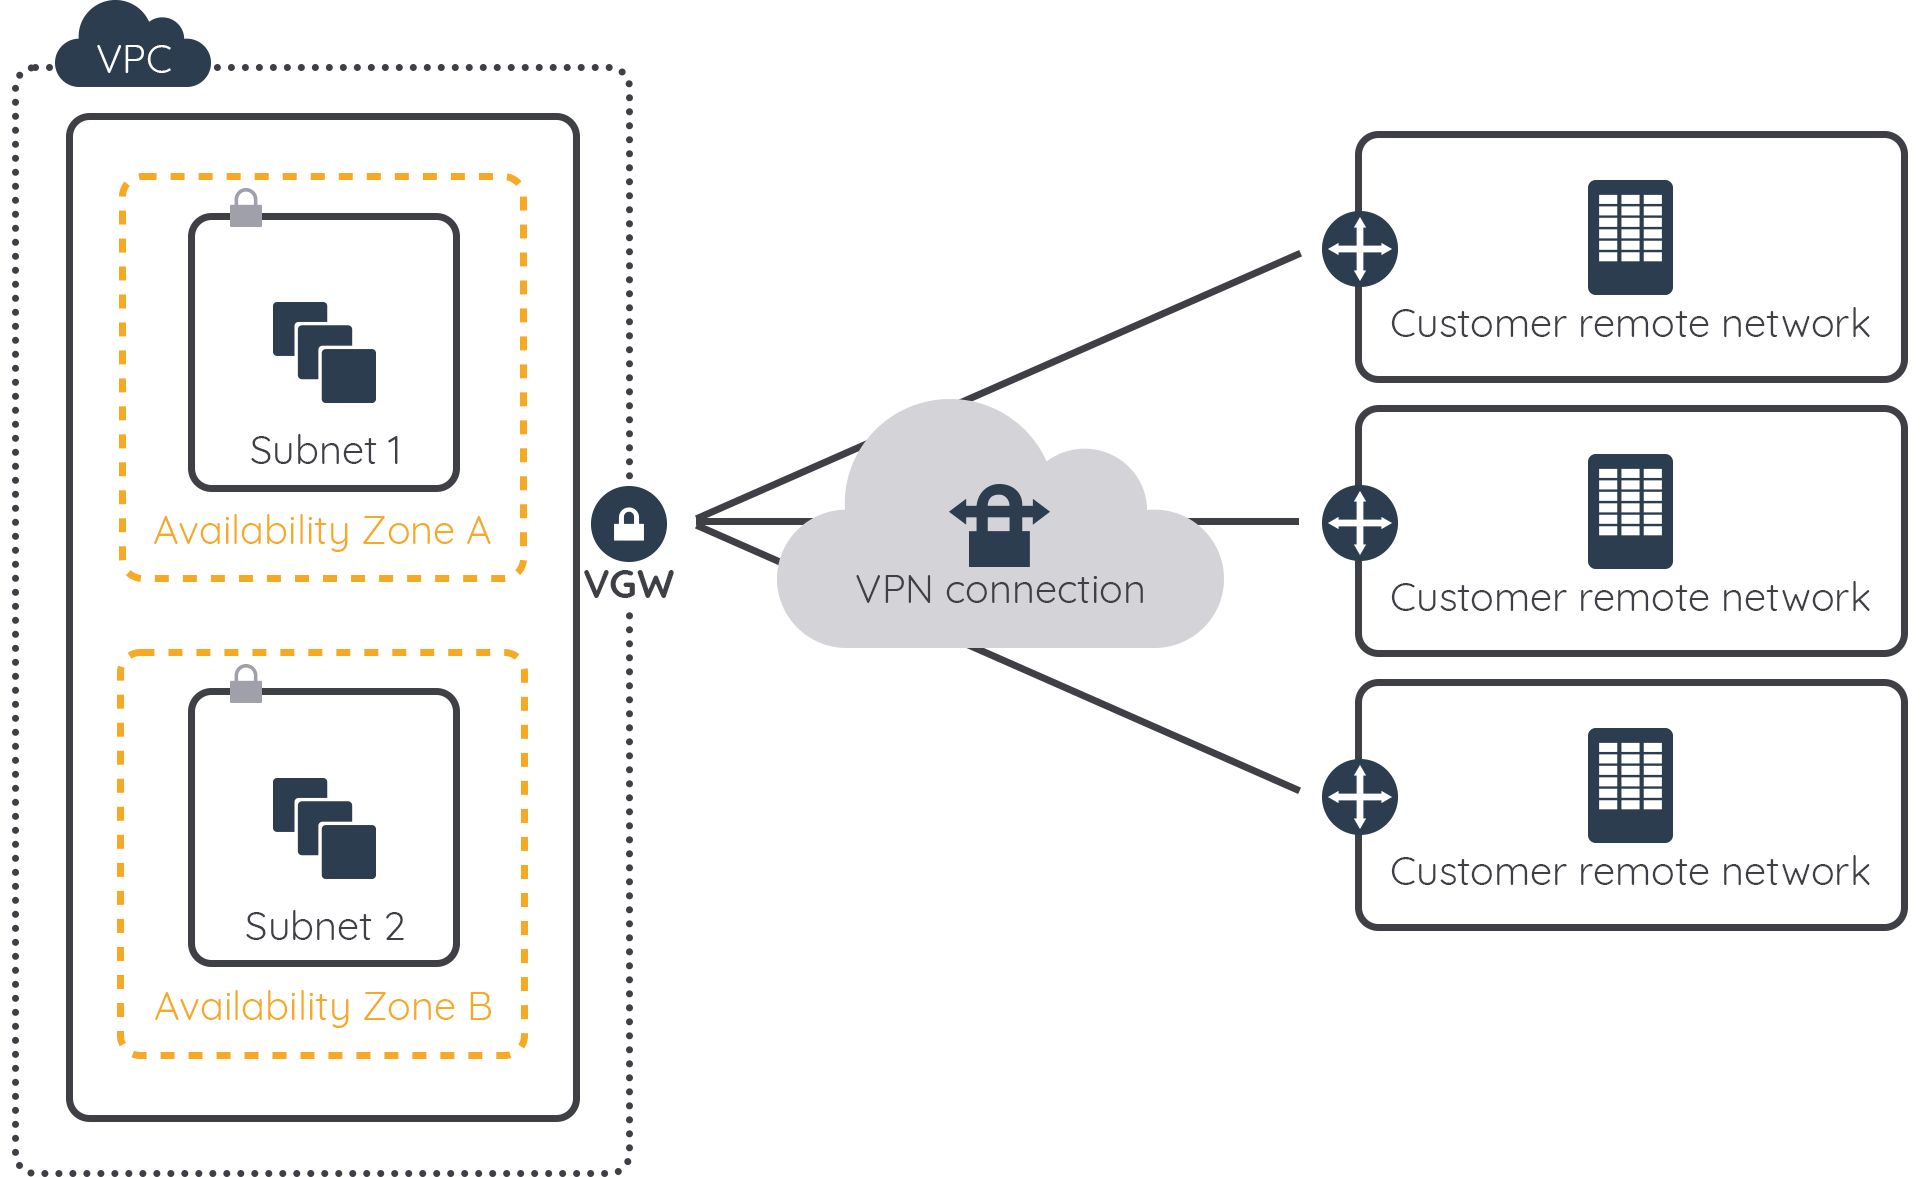 VPC
Subnet 1
Availability Zone A
VGW
Subnet 2
Availability Zone B
VPN connection
Customer remote network
Customer remote network
Customer remote network